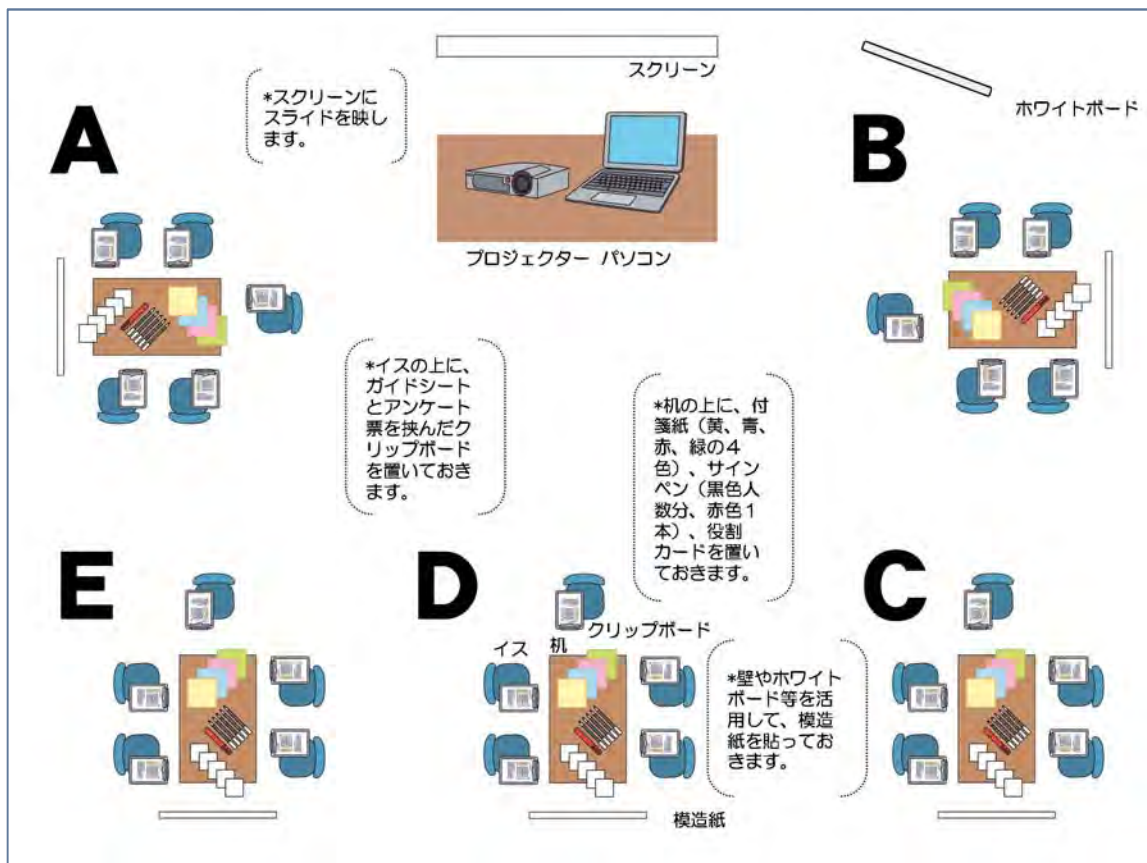 スクリーン
ホワイトボード
*スクリーンに
スライドを映し
ます。
A
B
プロジェクター パソコン
*イスの上に、
ガイドシート
とアンケート
票を挟んだク
リップボード
を置いておき
ます。
*机の上に、付
箋紙（黄、青、
赤、緑の４
色）、サイン
ペン（黒色人
数分、赤色１
本）、役割
カードを置い
ておきます。
E
D
C
クリップボード
イス
机
*壁やホワイト
ボード等を活
用して、模造
紙を貼ってお
きます。
模造紙